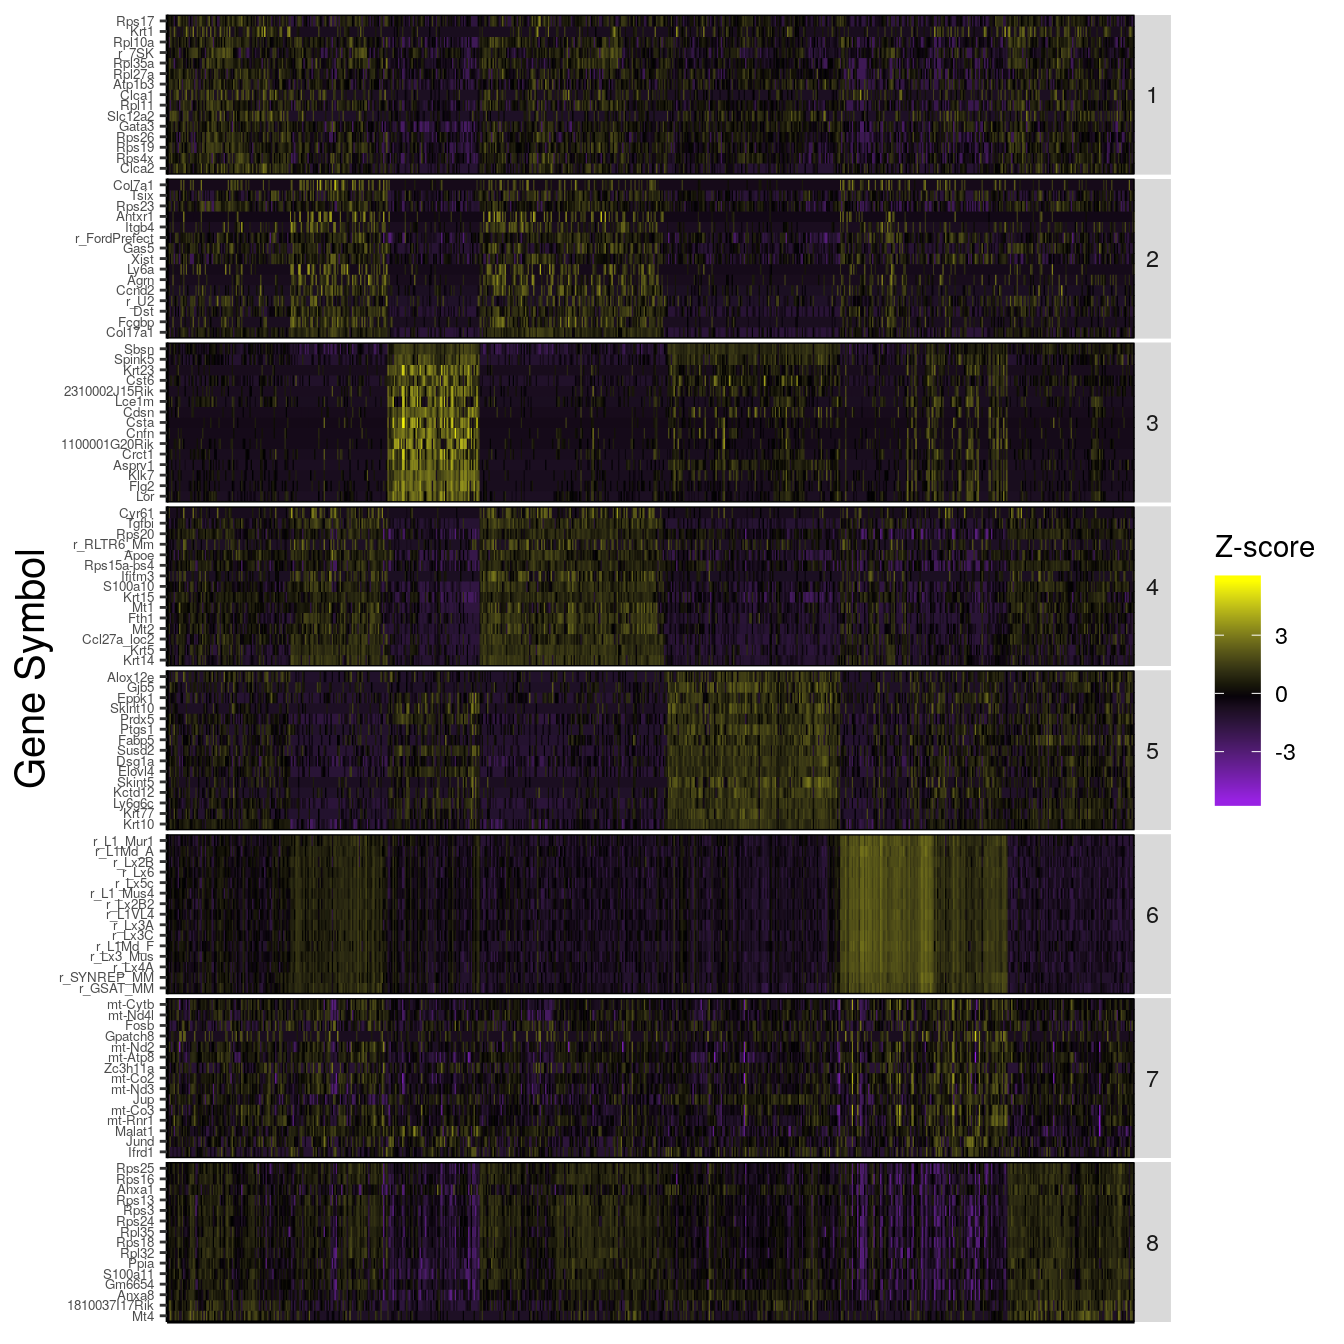 Gene Symbol
Rps17
Krt1
Rpl10a
r_7SK
Rpl35a
Rpl27a
Atp1b3
Clca1
Rpl11
Slc12a2
Gata3
Rps26
Rps19
Rps4x
Clca2
1
Col7a1
Tsix
Rps23
Antxr1
Itgb4
r_FordPrefect
Gas5
Xist
Ly6a
Agrn
Ccnd2
r_U2
Dst
Fcgbp
Col17a1
2
Sbsn
Spink5
Krt23
Cst6
2310002J15Rik
Lce1m
Cdsn
Csta
Cnfn
1100001G20Rik
Crct1
Asprv1
Klk7
Flg2
Lor
3
Cyr61
Tgfbi
Rps20
r_RLTR6_Mm
Apoe
Rps15a-ps4
Ifitm3
S100a10
Krt15
Mt1
Fth1
Mt2
Ccl27a_loc2
Krt5
Krt14
4
Alox12e
Gjb5
Eppk1
Skint10
Prdx5
Ptgs1
Fabp5
Susd2
Dsg1a
Elovl4
Skint5
Kctd12
Ly6g6c
Krt77
Krt10
5
r_L1_Mur1
r_L1Md_A
r_Lx2B
r_Lx6
r_Lx5c
r_L1_Mus4
r_Lx2B2
r_L1VL4
r_Lx3A
r_Lx3C
r_L1Md_F
r_Lx3_Mus
r_Lx4A
r_SYNREP_MM
r_GSAT_MM
6
mt-Cytb
mt-Nd4l
Fosb
Gpatch8
mt-Nd2
mt-Atp8
Zc3h11a
mt-Co2
mt-Nd3
Jup
mt-Co3
mt-Rnr1
Malat1
Jund
Ifrd1
7
Rps25
Rps16
Anxa1
Rps13
Rps3
Rps24
Rpl35
Rps18
Rpl32
Ppia
S100a11
Gm6654
Anxa8
1810037I17Rik
Mt4
8
Z-score
3
0
-3